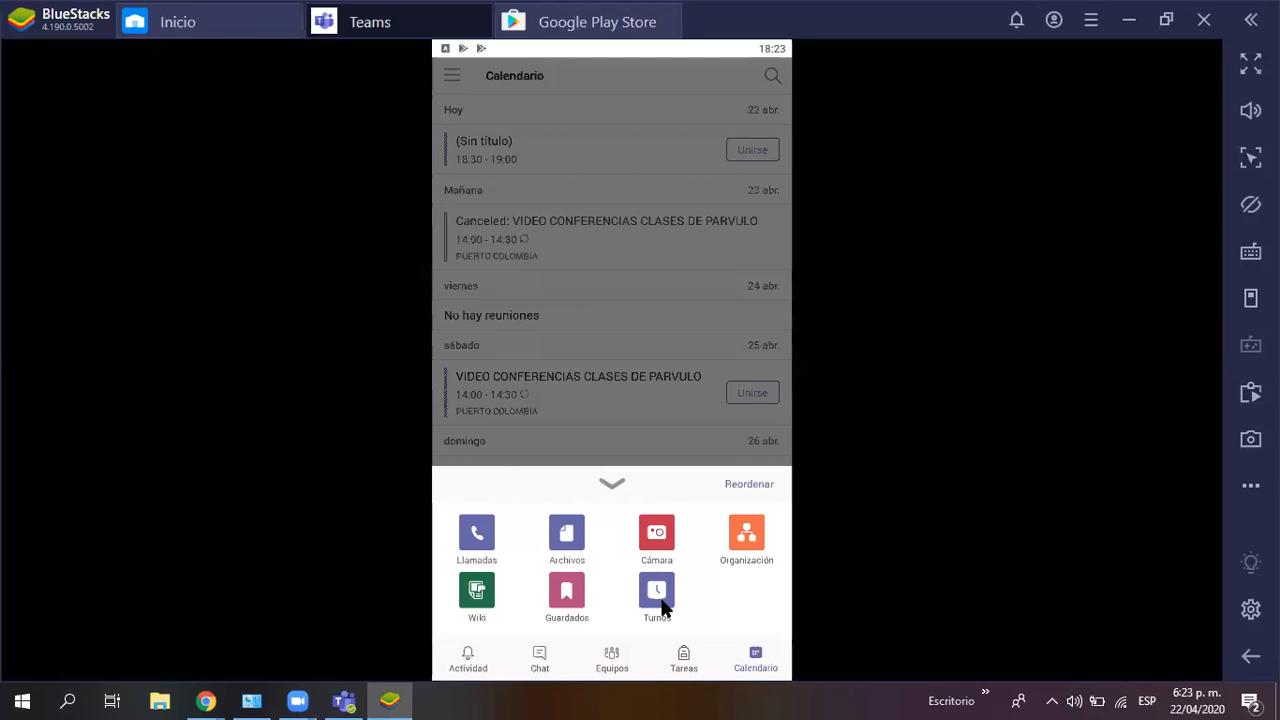 BlueStacks
4.190.0.5002
Inicio
Teams
Google Play Store
18:23
Calendario
Hoy
22 abr.
(Sin título)
18:30 - 19:00
Unirse
Mañana
23 abr.
Canceled: VIDEO CONFERENCIAS CLASES DE PARVULO
14:00 - 14:30
PUERTO COLOMBIA
viernes
24 abr.
No hay reuniones
sábado
25 abr.
VIDEO CONFERENCIAS CLASES DE PARVULO
14:00 - 14:30
PUERTO COLOMBIA
Unirse
domingo
26 abr.
Reordenar
Llamadas
Archivos
Cámara
Organización
Wiki
Guardados
Turnos
Actividad
Chat
Equipos
Tareas
Calendario
Escritorio
ESP
6:23 p. m.
22/04/2020
2